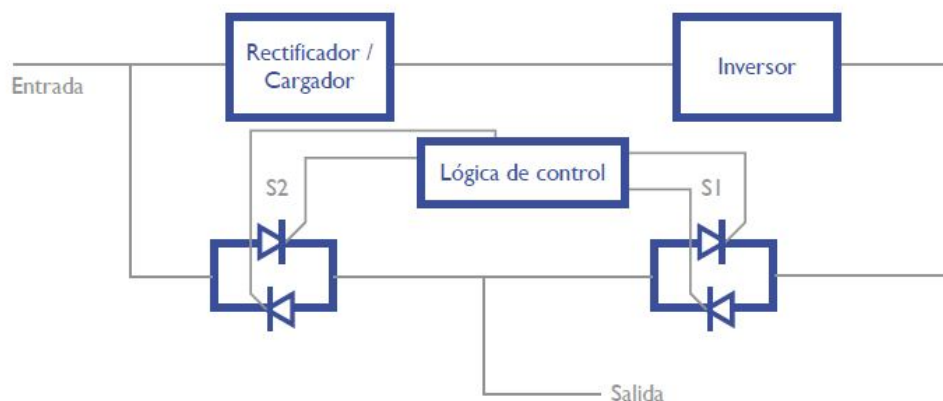 Rectificador /
Cargador
Inversor
Entrada
Lógica de control
S2
S1
Salida